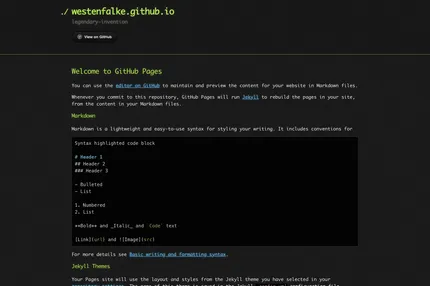 ./ westenfalke.github.io
legendary-invention
View on GitHub
Welcome to GitHub Pages
You can use the editor on GitHub to maintain and preview the content for your website in Markdown files.
Whenever you commit to this repository, GitHub Pages will run Jekyll to rebuild the pages in your site,
from the content in your Markdown files.
Markdown
Markdown is a lightweight and easy-to-use syntax for styling your writing. It includes conventions for
Syntax highlighted code block
# Header 1
## Header 2
### Header 3
- Bulleted
- List
1. Numbered
2. List
**Bold** and _Italic_ and `Code` text
[Link](url) and ![Image](src)
For more details see Basic writing and formatting syntax.
Jekyll Themes
Your Pages site will use the layout and styles from the Jekyll theme you have selected in your